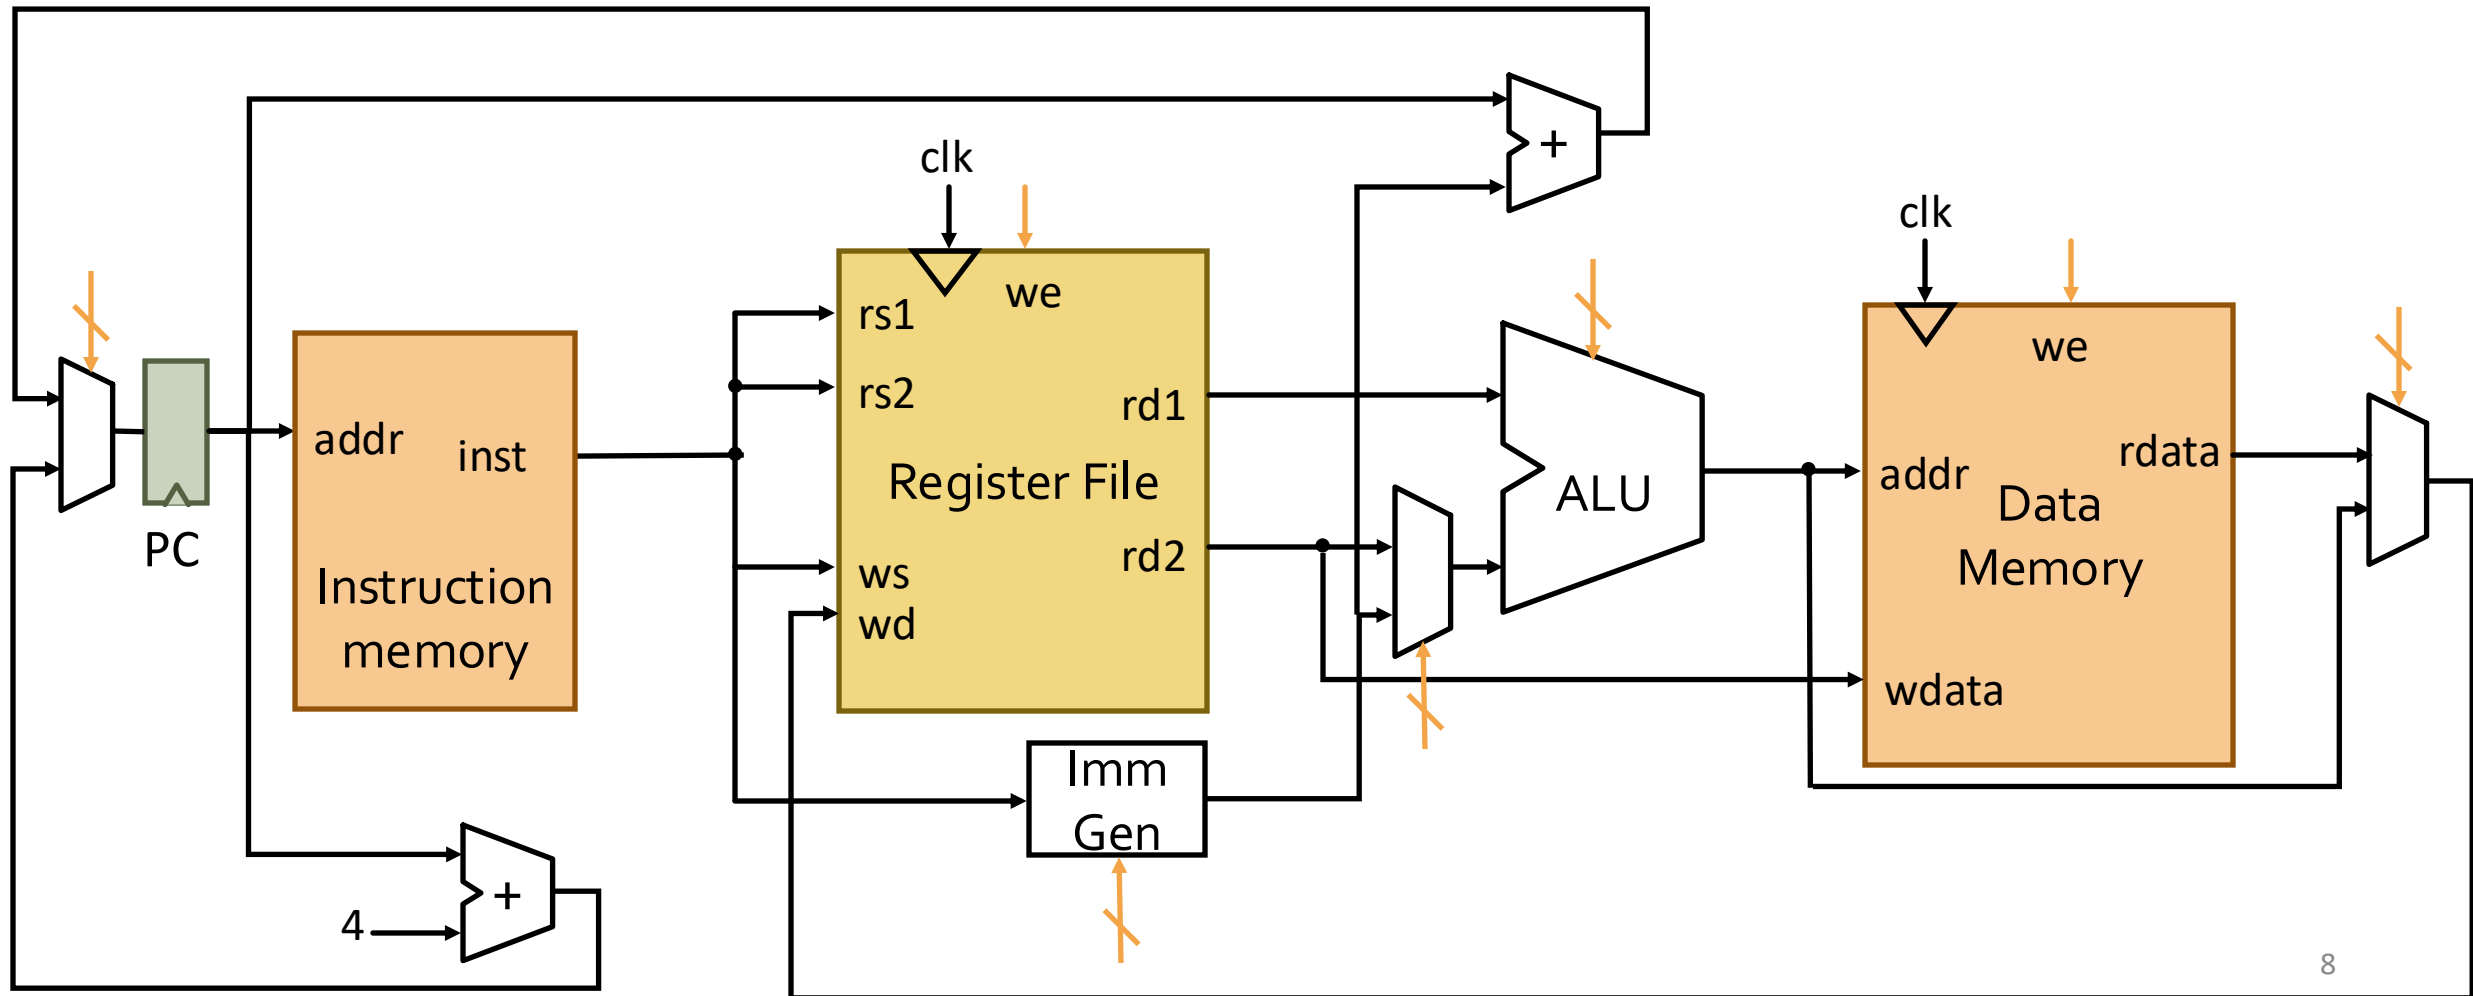 +
clk
clk
we
rs1
we
rs2
rd1
addr
inst
rdata
addr
Register File
ALU
Data
Memory
PC
rd2
ws
Instruction
memory
wd
wdata
Imm
Gen
+
4
8